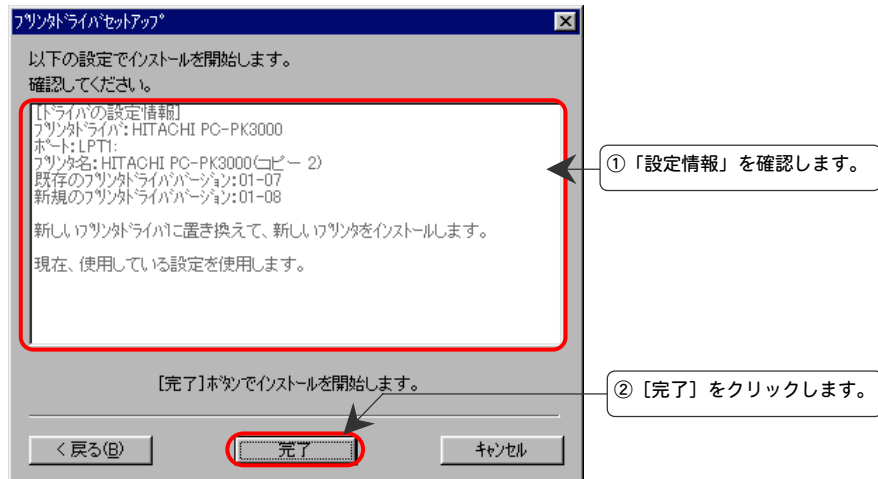 プリンタドライバセットアップ
以下の設定でインストールを開始します。
確認してください。
[ドライバの設定情報]
プリンタドライバ:HITACHI PC-PK3000
ポート:LPT1:
プリンタ名:HITACHI PC-PK3000(コピー 2)
既存のプリンタドライババージョン:01-07
新規のプリンタドライババージョン:01-08
新しいプリンタドライバに置き換えて、新しいプリンタをインストールします。
現在、使用している設定を使用します。
①「設定情報」を確認します。
[完了]ボタンでインストールを開始します。
②［完了］をクリックします。
< 戻る(B)
完了
キャンセル